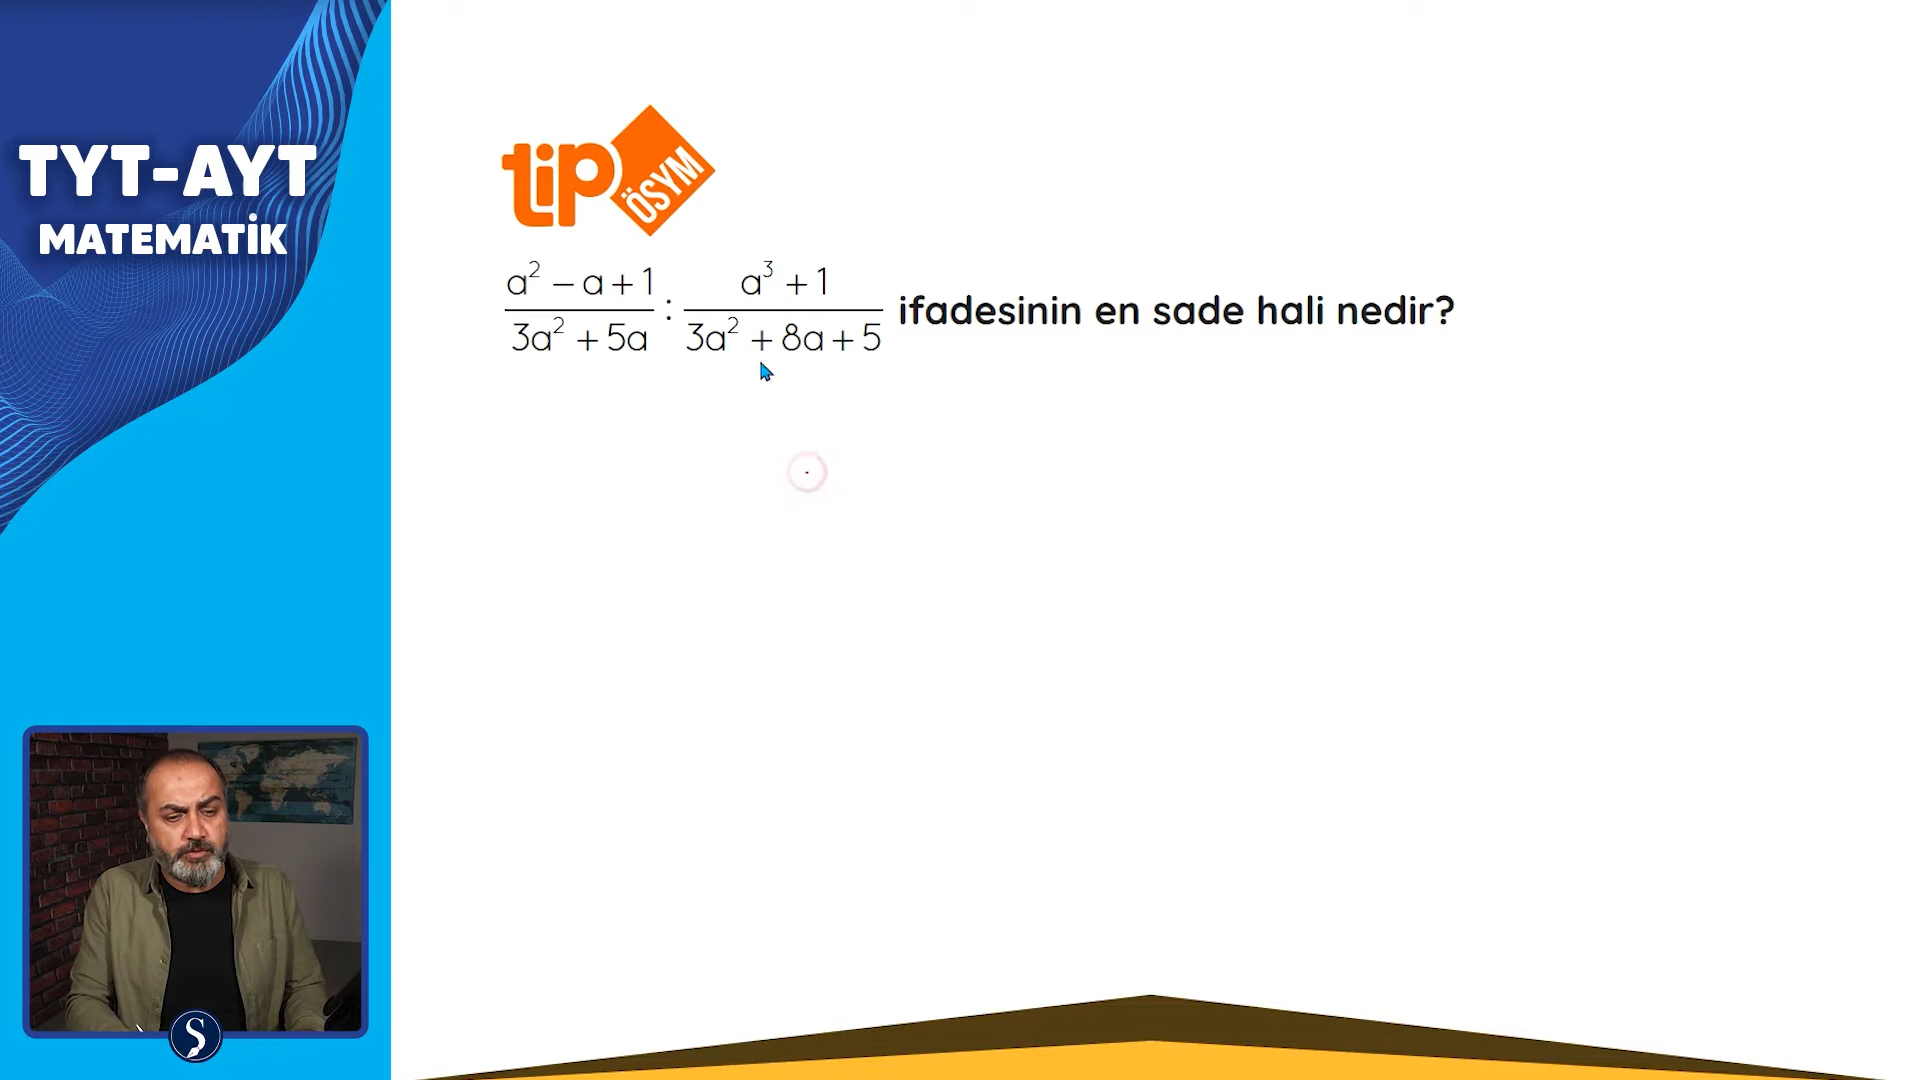 TYT-AYT
MATEMATİK
tip ÖSYM
a² − a + 1 / 3a² + 5a : a³ + 1 / 3a² + 8a + 5 ifadesinin en sade hali nedir?
S